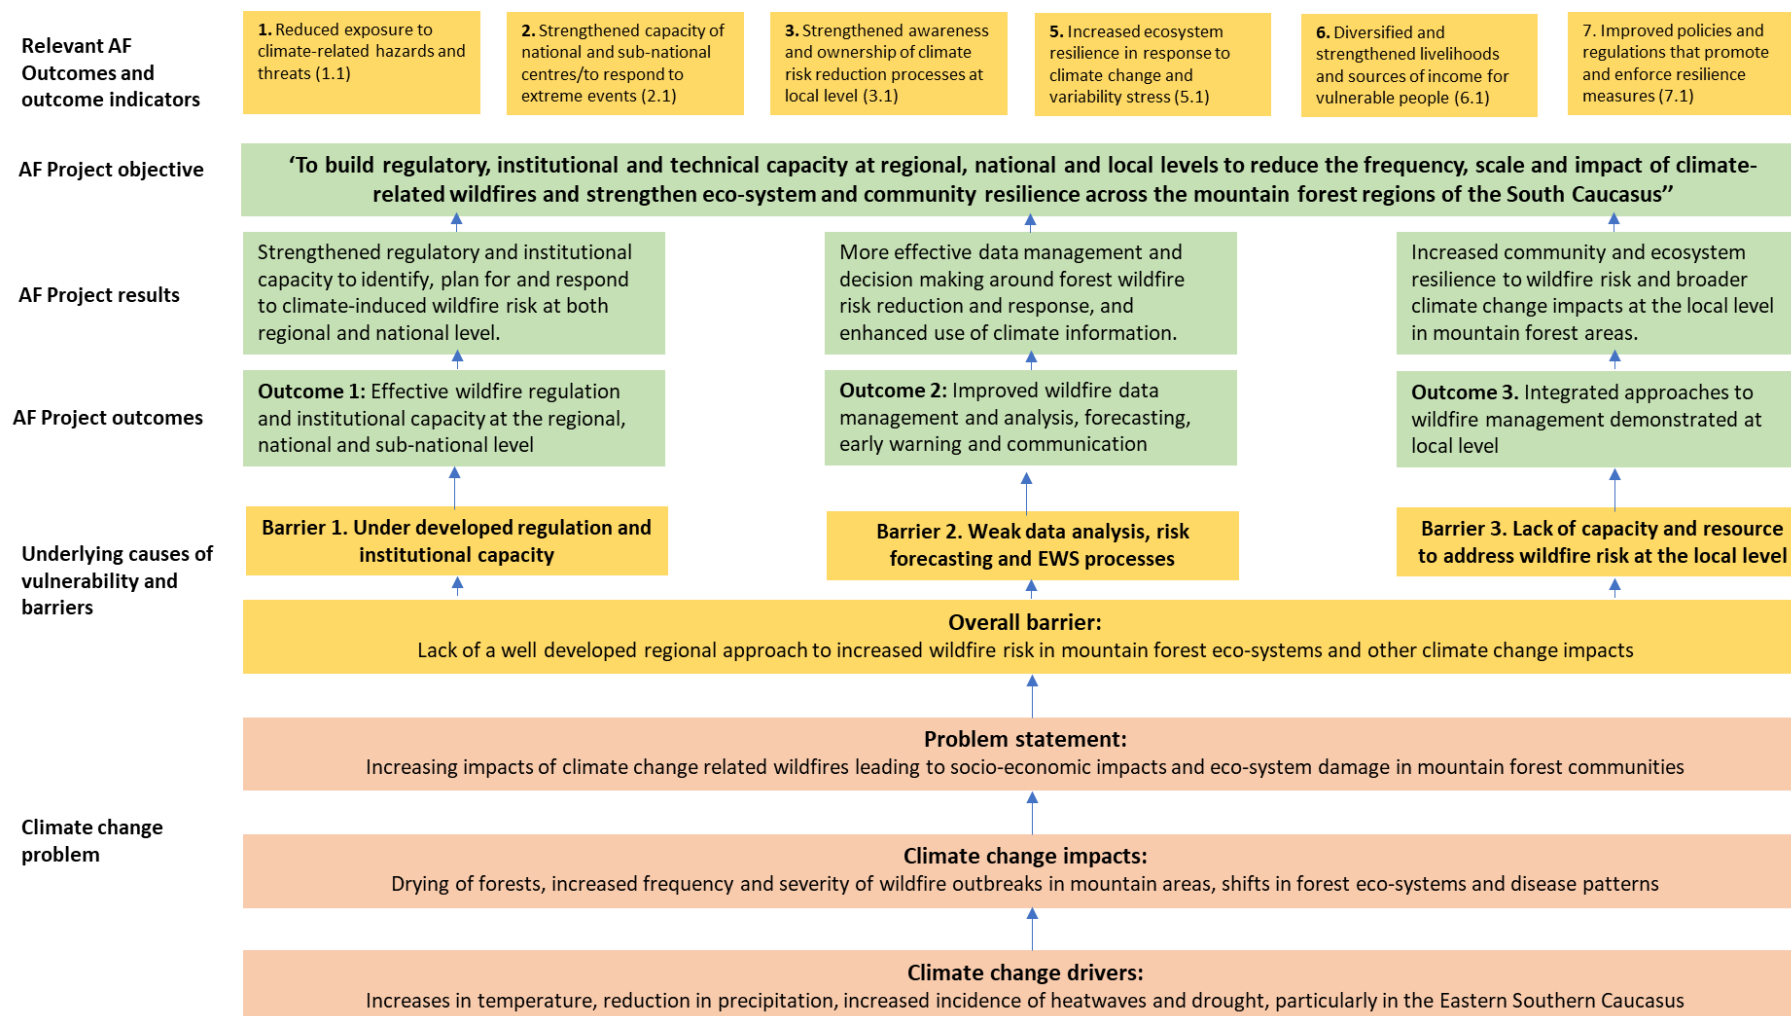 Relevant AF
Outcomes and
outcome indicators
1. Reduced exposure to
climate-related hazards and
threats (1.1)
2. Strengthened capacity of
national and sub-national
centres/to respond to
extreme events (2.1)
3. Strengthened awareness
and ownership of climate
risk reduction processes at
local level (3.1)
5. Increased ecosystem
resilience in response to
climate change and
variability stress (5.1)
6. Diversified and
strengthened livelihoods
and sources of income for
vulnerable people (6.1)
7. Improved policies and
regulations that promote
and enforce resilience
measures (7.1)
AF Project objective
‘To build regulatory, institutional and technical capacity at regional, national and local levels to reduce the frequency, scale and impact of climate-
related wildfires and strengthen eco-system and community resilience across the mountain forest regions of the South Caucasus’’
AF Project results
Strengthened regulatory and institutional
capacity to identify, plan for and respond
to climate-induced wildfire risk at both
regional and national level.
More effective data management and
decision making around forest wildfire
risk reduction and response, and
enhanced use of climate information.
Increased community and ecosystem
resilience to wildfire risk and broader
climate change impacts at the local level
in mountain forest areas.
AF Project outcomes
Outcome 1: Effective wildfire regulation
and institutional capacity at the regional,
national and sub-national level
Outcome 2: Improved wildfire data
management and analysis, forecasting,
early warning and communication
Outcome 3. Integrated approaches to
wildfire management demonstrated at
local level
Underlying causes of
vulnerability and
barriers
Barrier 1. Under developed regulation and
institutional capacity
Barrier 2. Weak data analysis, risk
forecasting and EWS processes
Barrier 3. Lack of capacity and resource
to address wildfire risk at the local level
Overall barrier:
Lack of a well developed regional approach to increased wildfire risk in mountain forest eco-systems and other climate change impacts
Climate change
problem
Problem statement:
Increasing impacts of climate change related wildfires leading to socio-economic impacts and eco-system damage in mountain forest communities
Climate change impacts:
Drying of forests, increased frequency and severity of wildfire outbreaks in mountain areas, shifts in forest eco-systems and disease patterns
Climate change drivers:
Increases in temperature, reduction in precipitation, increased incidence of heatwaves and drought, particularly in the Eastern Southern Caucasus